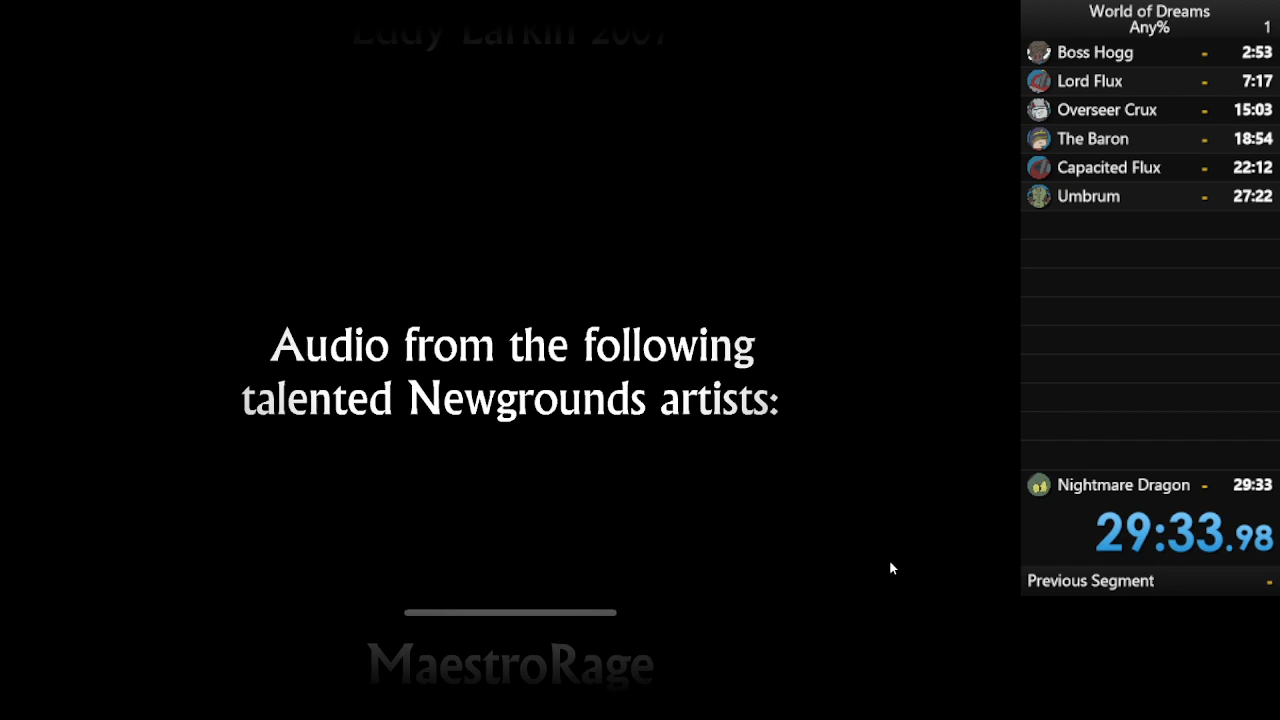 Eddy Larkin 2007
Audio from the following
talented Newgrounds artists:
MaestroRage
World of Dreams
Any% 1
Boss Hogg - 2:53
Lord Flux - 7:17
Overseer Crux - 15:03
The Baron - 18:54
Capacited Flux - 22:12
Umbrum - 27:22
Nightmare Dragon - 29:33
29:33.98
Previous Segment -